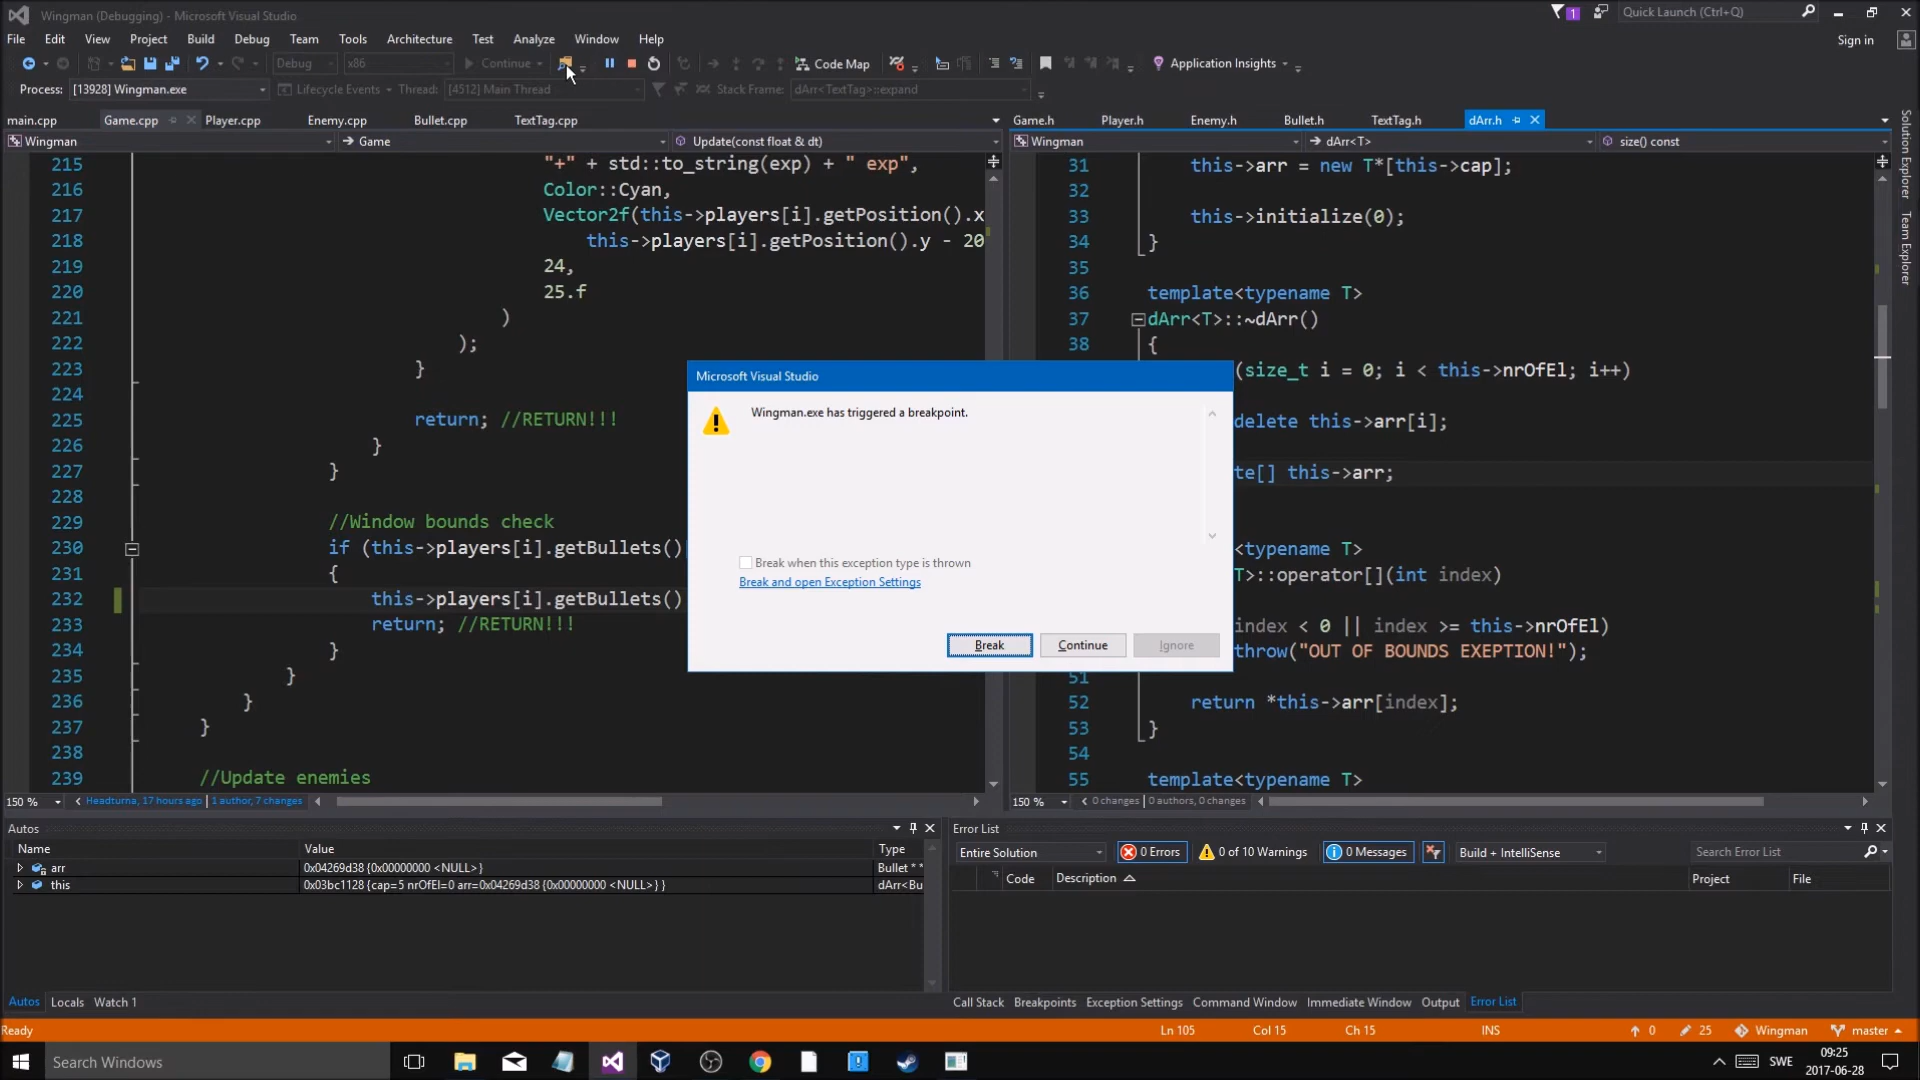 Wingman (Debugging) - Microsoft Visual Studio
1
Quick Launch (Ctrl+Q)
File Edit View Project Build Debug Team Tools Architecture Test Analyze Window Help
Sign in
Debug x86 Continue Code Map Application Insights
Process: [13928] Wingman.exe Lifecycle Events Thread: [4512] Main Thread Stack Frame: dArr<TextTag>::expand
main.cpp Game.cpp Player.cpp Enemy.cpp Bullet.cpp TextTag.cpp
Wingman Game Update(const float & dt)
215 "+" + std::to_string(exp) + " exp",
216 Color::Cyan,
217 Vector2f(this->players[i].getPosition().x
218 this->players[i].getPosition().y - 20
219 24,
220 25.f
221 )
222 );
223 }
224
225 return; //RETURN!!!
226 }
227 }
228
229 //Window bounds check
230 if (this->players[i].getBullets()
231 {
232 this->players[i].getBullets()
233 return; //RETURN!!!
234 }
235 }
236 }
237 }
238
239 //Update enemies
150 % Headturna, 17 hours ago | 1 author, 7 changes
Game.h Player.h Enemy.h Bullet.h TextTag.h dArr.h
Wingman dArr<T> size() const
31 this->arr = new T*[this->cap];
32
33 this->initialize(0);
34 }
35
36 template<typename T>
37 dArr<T>::~dArr()
38 {
(size_t i = 0; i < this->nrOfEl; i++)
delete this->arr[i];
te[] this->arr;
<typename T>
T>::operator[](int index)
index < 0 || index >= this->nrOfEl)
throw("OUT OF BOUNDS EXEPTION!");
51
52 return *this->arr[index];
53 }
54
55 template<typename T>
150 % 0 changes | 0 authors, 0 changes
Solution Explorer
Team Explorer
Microsoft Visual Studio
Wingman.exe has triggered a breakpoint.
Break when this exception type is thrown
Break and open Exception Settings
Break Continue Ignore
Autos
Name Value Type
arr 0x04269d38 {0x00000000 <NULL>} Bullet * *
this 0x03bc1128 {cap=5 nrOfEl=0 arr=0x04269d38 {0x00000000 <NULL>} } dArr<Bu
Autos Locals Watch 1
Error List
Entire Solution 0 Errors 0 of 10 Warnings 0 Messages Build + IntelliSense Search Error List
Code Description Project File
Call Stack Breakpoints Exception Settings Command Window Immediate Window Output Error List
Ready Ln 105 Col 15 Ch 15 INS 0 25 Wingman master
Search Windows
SWE
09:25
2017-06-28